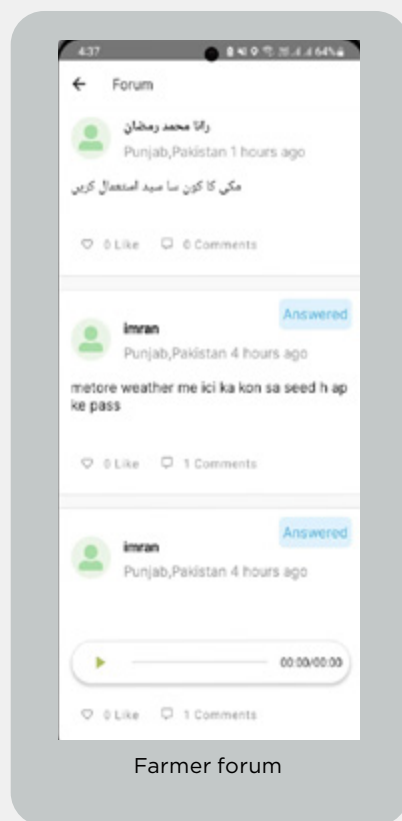 4:37 64%
Forum
رانا محمد رمضان
Punjab,Pakistan 1 hours ago
مکی کا کون سا سید استعمال کریں
0 Like 0 Comments
Answered
imran
Punjab,Pakistan 4 hours ago
metore weather me ici ka kon sa seed h ap
ke pass
0 Like 1 Comments
Answered
imran
Punjab,Pakistan 4 hours ago
00:00/00:00
0 Like 1 Comments
Farmer forum